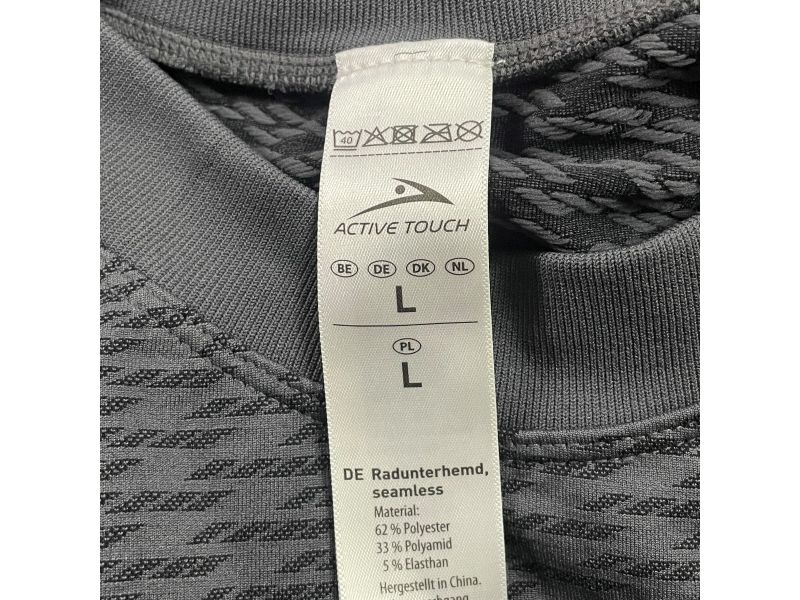 40
ACTIVE TOUCH
BE DE DK NL
L
PL
L
DE Radunterhemd,
seamless
Material:
62 % Polyester
33 % Polyamid
5 % Elasthan
Hergestellt in China.